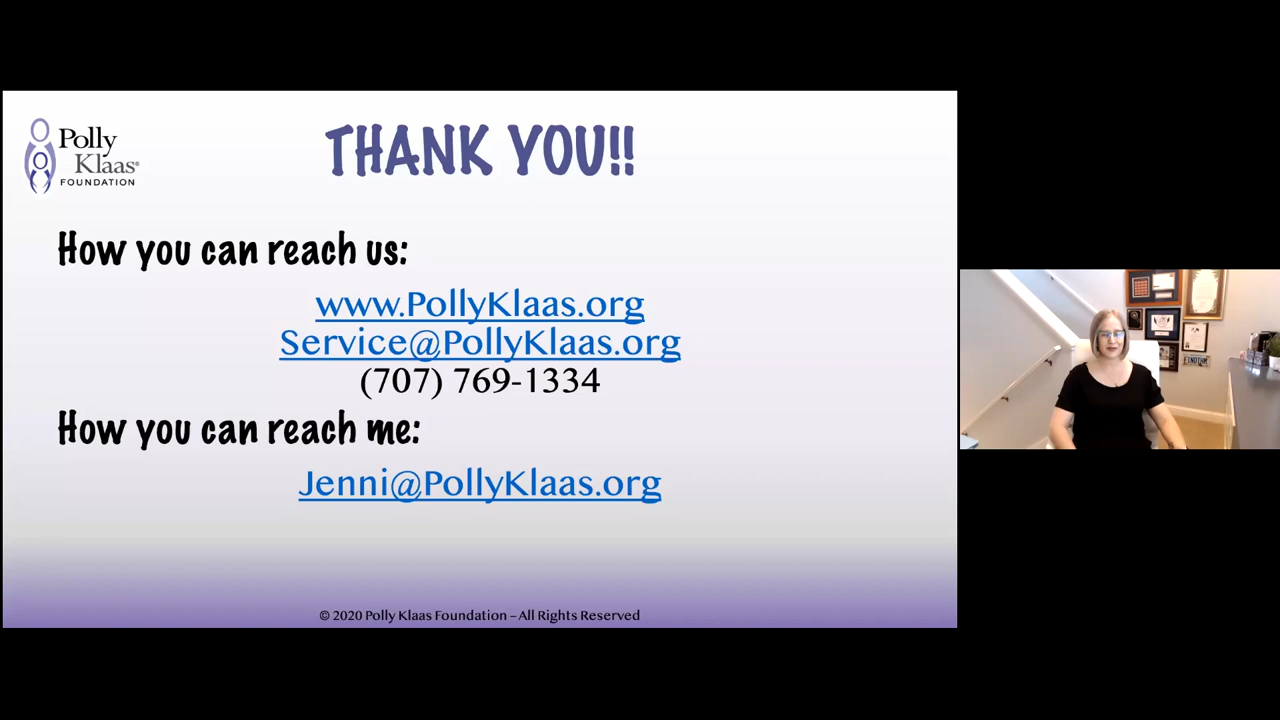 Polly
Klaas®
FOUNDATION
THANK YOU!!
How you can reach us:
www.PollyKlaas.org
Service@PollyKlaas.org
(707) 769-1334
How you can reach me:
Jenni@PollyKlaas.org
© 2020 Polly Klaas Foundation – All Rights Reserved